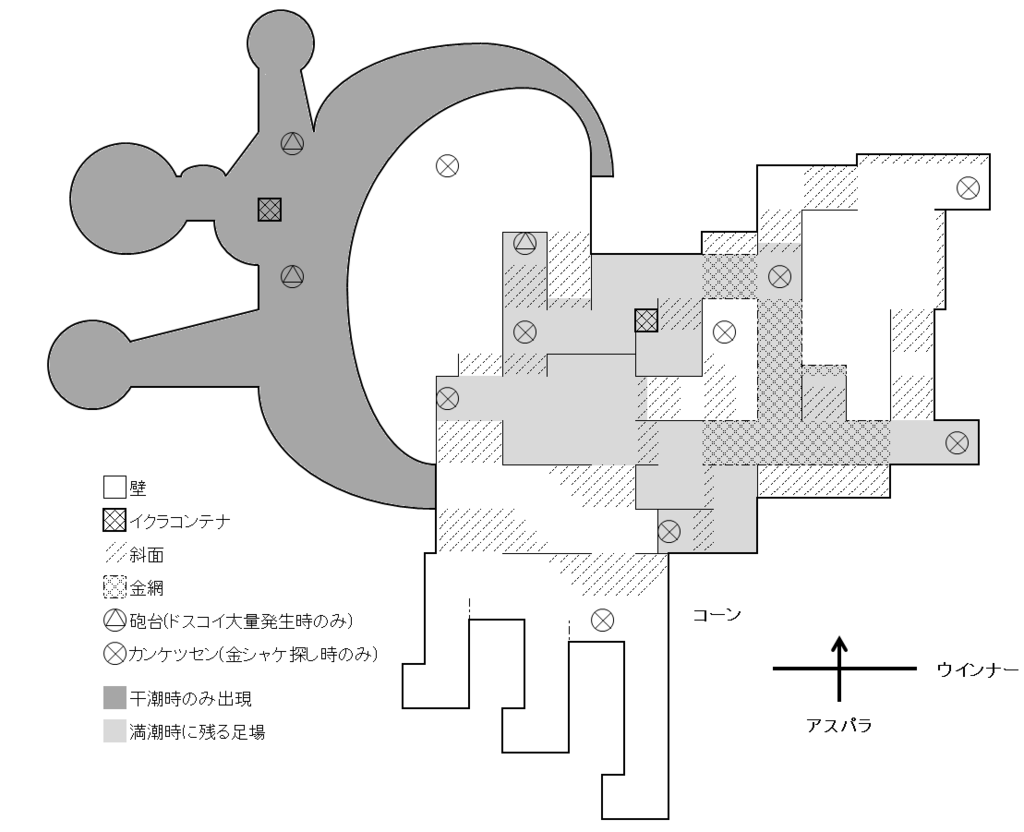 壁
イクラコンテナ
斜面
金網
砲台(ドスコイ大量発生時のみ)
カンケツセン(金シャケ探し時のみ)
干潮時のみ出現
満潮時に残る足場
コーン
ウインナー
アスパラ